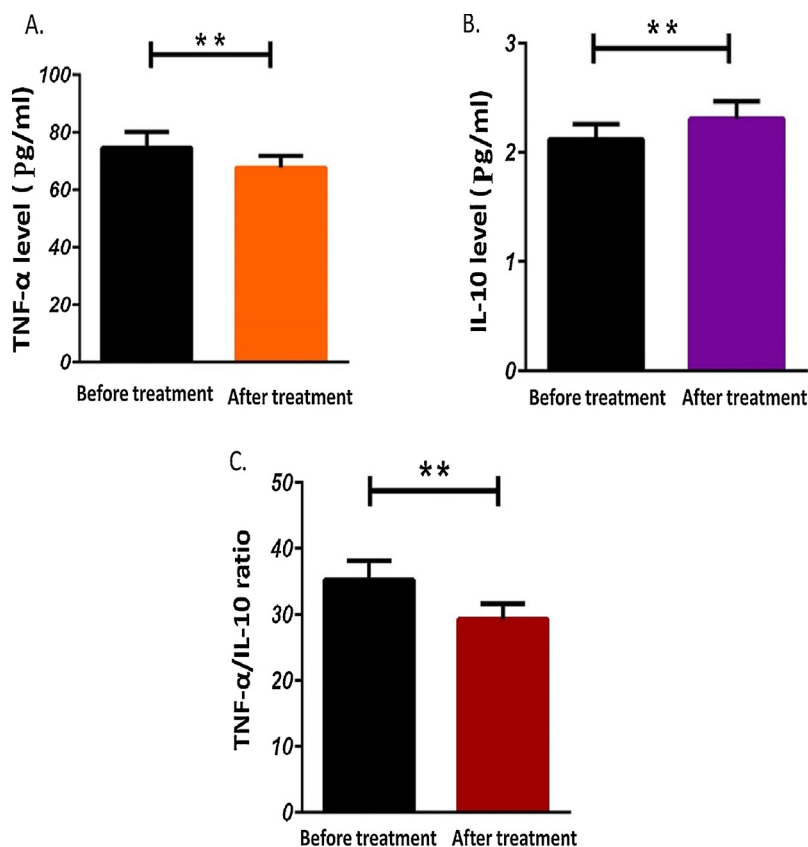 A.
**
TNF-α level ( Pg/ml)
100
80
60
40
20
0
Before treatment
After treatment
B.
**
IL-10 level (Pg/ml)
3
2
1
0
Before treatment
After treatment
C.
**
TNF-α/IL-10 ratio
50
40
30
20
10
0
Before treatment
After treatment